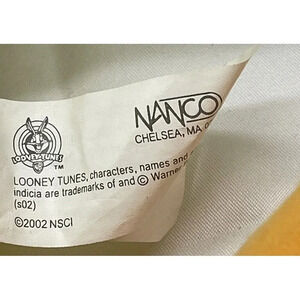 LOONEY TUNES
TM
NANCO
CHELSEA, MA
LOONEY TUNES, characters, names and
indicia are trademarks of and © Warner
(s02)
©2002 NSCI